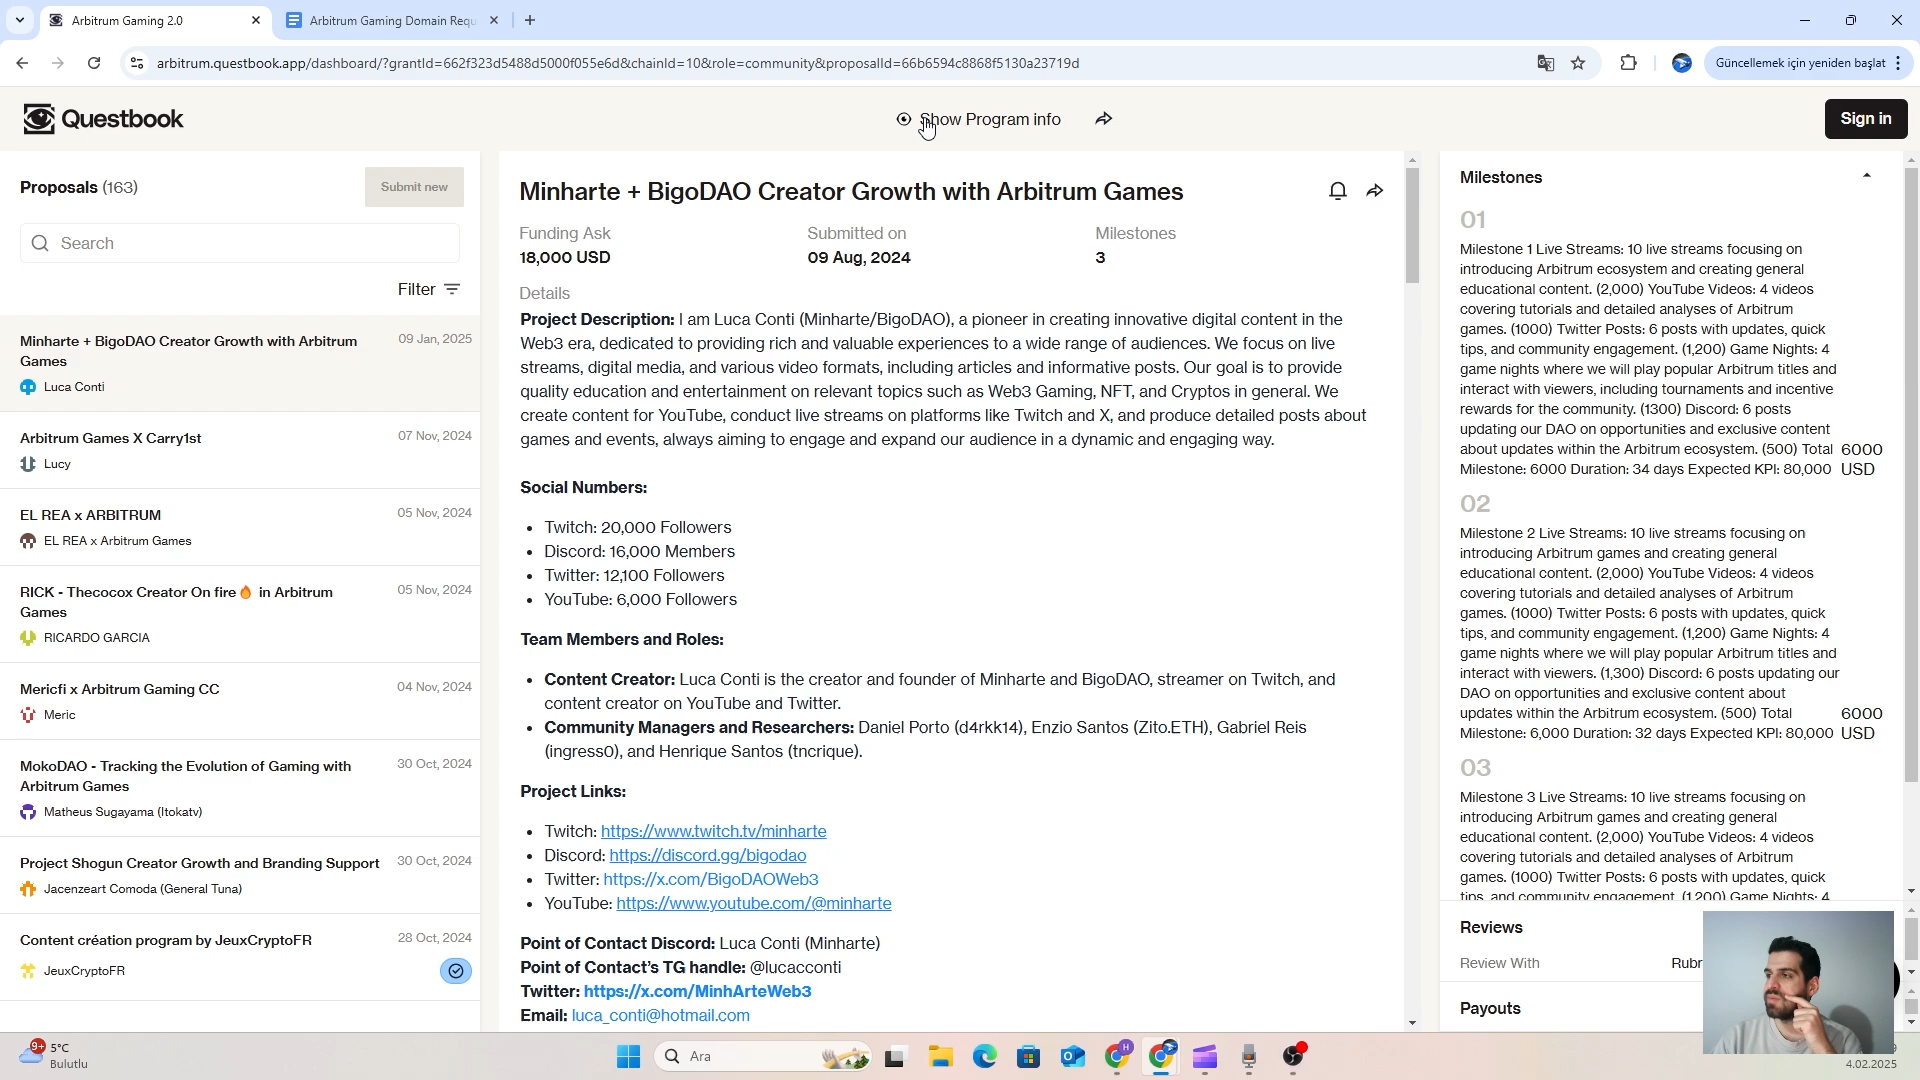 Arbitrum Gaming 2.0
Arbitrum Gaming Domain Requ
arbitrum.questbook.app/dashboard/?grantId=662f323d5488d5000f055e6d&chainId=10&role=community&proposalId=66b6594c8868f5130a23719d
Güncellemek için yeniden başlat
Questbook
Show Program info
Sign in
Proposals (163)
Submit new
Search
Filter
Minharte + BigoDAO Creator Growth with Arbitrum
Games
09 Jan, 2025
Luca Conti
Arbitrum Games X Carry1st
07 Nov, 2024
Lucy
EL REA x ARBITRUM
05 Nov, 2024
EL REA x Arbitrum Games
RICK - Thecocox Creator On fire🔥 in Arbitrum
Games
05 Nov, 2024
RICARDO GARCIA
Mericfi x Arbitrum Gaming CC
04 Nov, 2024
Meric
MokoDAO - Tracking the Evolution of Gaming with
Arbitrum Games
30 Oct, 2024
Matheus Sugayama (Itokatv)
Project Shogun Creator Growth and Branding Support
30 Oct, 2024
Jacenzeart Comoda (General Tuna)
Content création program by JeuxCryptoFR
28 Oct, 2024
JeuxCryptoFR
Minharte + BigoDAO Creator Growth with Arbitrum Games
Funding Ask
18,000 USD
Submitted on
09 Aug, 2024
Milestones
3
Details
Project Description: I am Luca Conti (Minharte/BigoDAO), a pioneer in creating innovative digital content in the
Web3 era, dedicated to providing rich and valuable experiences to a wide range of audiences. We focus on live
streams, digital media, and various video formats, including articles and informative posts. Our goal is to provide
quality education and entertainment on relevant topics such as Web3 Gaming, NFT, and Cryptos in general. We
create content for YouTube, conduct live streams on platforms like Twitch and X, and produce detailed posts about
games and events, always aiming to engage and expand our audience in a dynamic and engaging way.
Social Numbers:
• Twitch: 20,000 Followers
• Discord: 16,000 Members
• Twitter: 12,100 Followers
• YouTube: 6,000 Followers
Team Members and Roles:
• Content Creator: Luca Conti is the creator and founder of Minharte and BigoDAO, streamer on Twitch, and
content creator on YouTube and Twitter.
• Community Managers and Researchers: Daniel Porto (d4rkk14), Enzio Santos (Zito.ETH), Gabriel Reis
(ingress0), and Henrique Santos (tncrique).
Project Links:
• Twitch: https://www.twitch.tv/minharte
• Discord: https://discord.gg/bigodao
• Twitter: https://x.com/BigoDAOWeb3
• YouTube: https://www.youtube.com/@minharte
Point of Contact Discord: Luca Conti (Minharte)
Point of Contact's TG handle: @lucacconti
Twitter: https://x.com/MinhArteWeb3
Email: luca_conti@hotmail.com
Milestones
01
Milestone 1 Live Streams: 10 live streams focusing on
introducing Arbitrum ecosystem and creating general
educational content. (2,000) YouTube Videos: 4 videos
covering tutorials and detailed analyses of Arbitrum
games. (1000) Twitter Posts: 6 posts with updates, quick
tips, and community engagement. (1,200) Game Nights: 4
game nights where we will play popular Arbitrum titles and
interact with viewers, including tournaments and incentive
rewards for the community. (1300) Discord: 6 posts
updating our DAO on opportunities and exclusive content
about updates within the Arbitrum ecosystem. (500) Total
Milestone: 6000 Duration: 34 days Expected KPI: 80,000
6000
USD
02
Milestone 2 Live Streams: 10 live streams focusing on
introducing Arbitrum games and creating general
educational content. (2,000) YouTube Videos: 4 videos
covering tutorials and detailed analyses of Arbitrum
games. (1000) Twitter Posts: 6 posts with updates, quick
tips, and community engagement. (1,200) Game Nights: 4
game nights where we will play popular Arbitrum titles and
interact with viewers. (1,300) Discord: 6 posts updating our
DAO on opportunities and exclusive content about
updates within the Arbitrum ecosystem. (500) Total
Milestone: 6,000 Duration: 32 days Expected KPI: 80,000
6000
USD
03
Milestone 3 Live Streams: 10 live streams focusing on
introducing Arbitrum games and creating general
educational content. (2,000) YouTube Videos: 4 videos
covering tutorials and detailed analyses of Arbitrum
games. (1000) Twitter Posts: 6 posts with updates, quick
tips, and community engagement. (1,200) Game Nights: 4
Reviews
Review With
Rubr
Payouts
9+
5°C
Bulutlu
Ara
H
9
4.02.2025